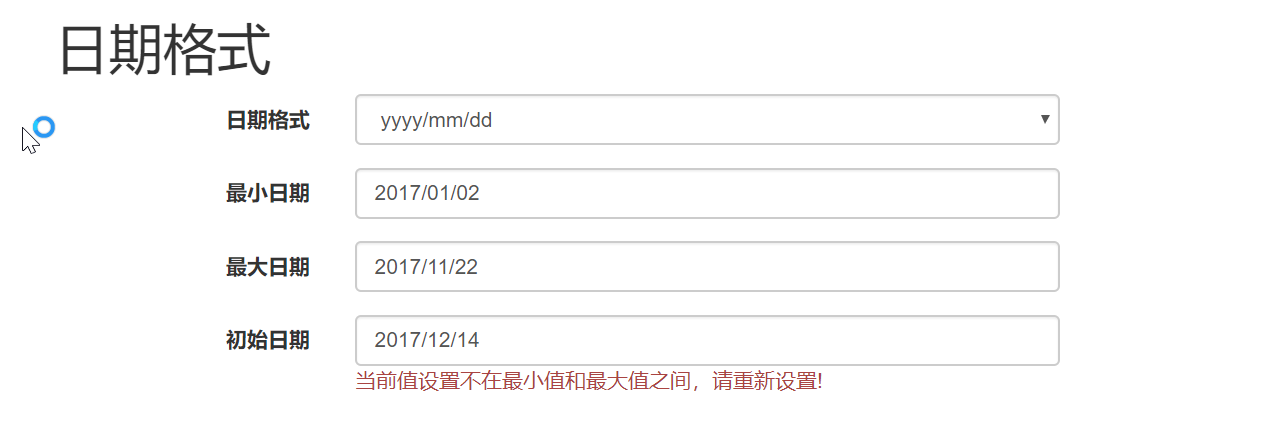 日期格式
日期格式 yyyy/mm/dd
最小日期 2017/01/02
最大日期 2017/11/22
初始日期 2017/12/14
当前值设置不在最小值和最大值之间，请重新设置!